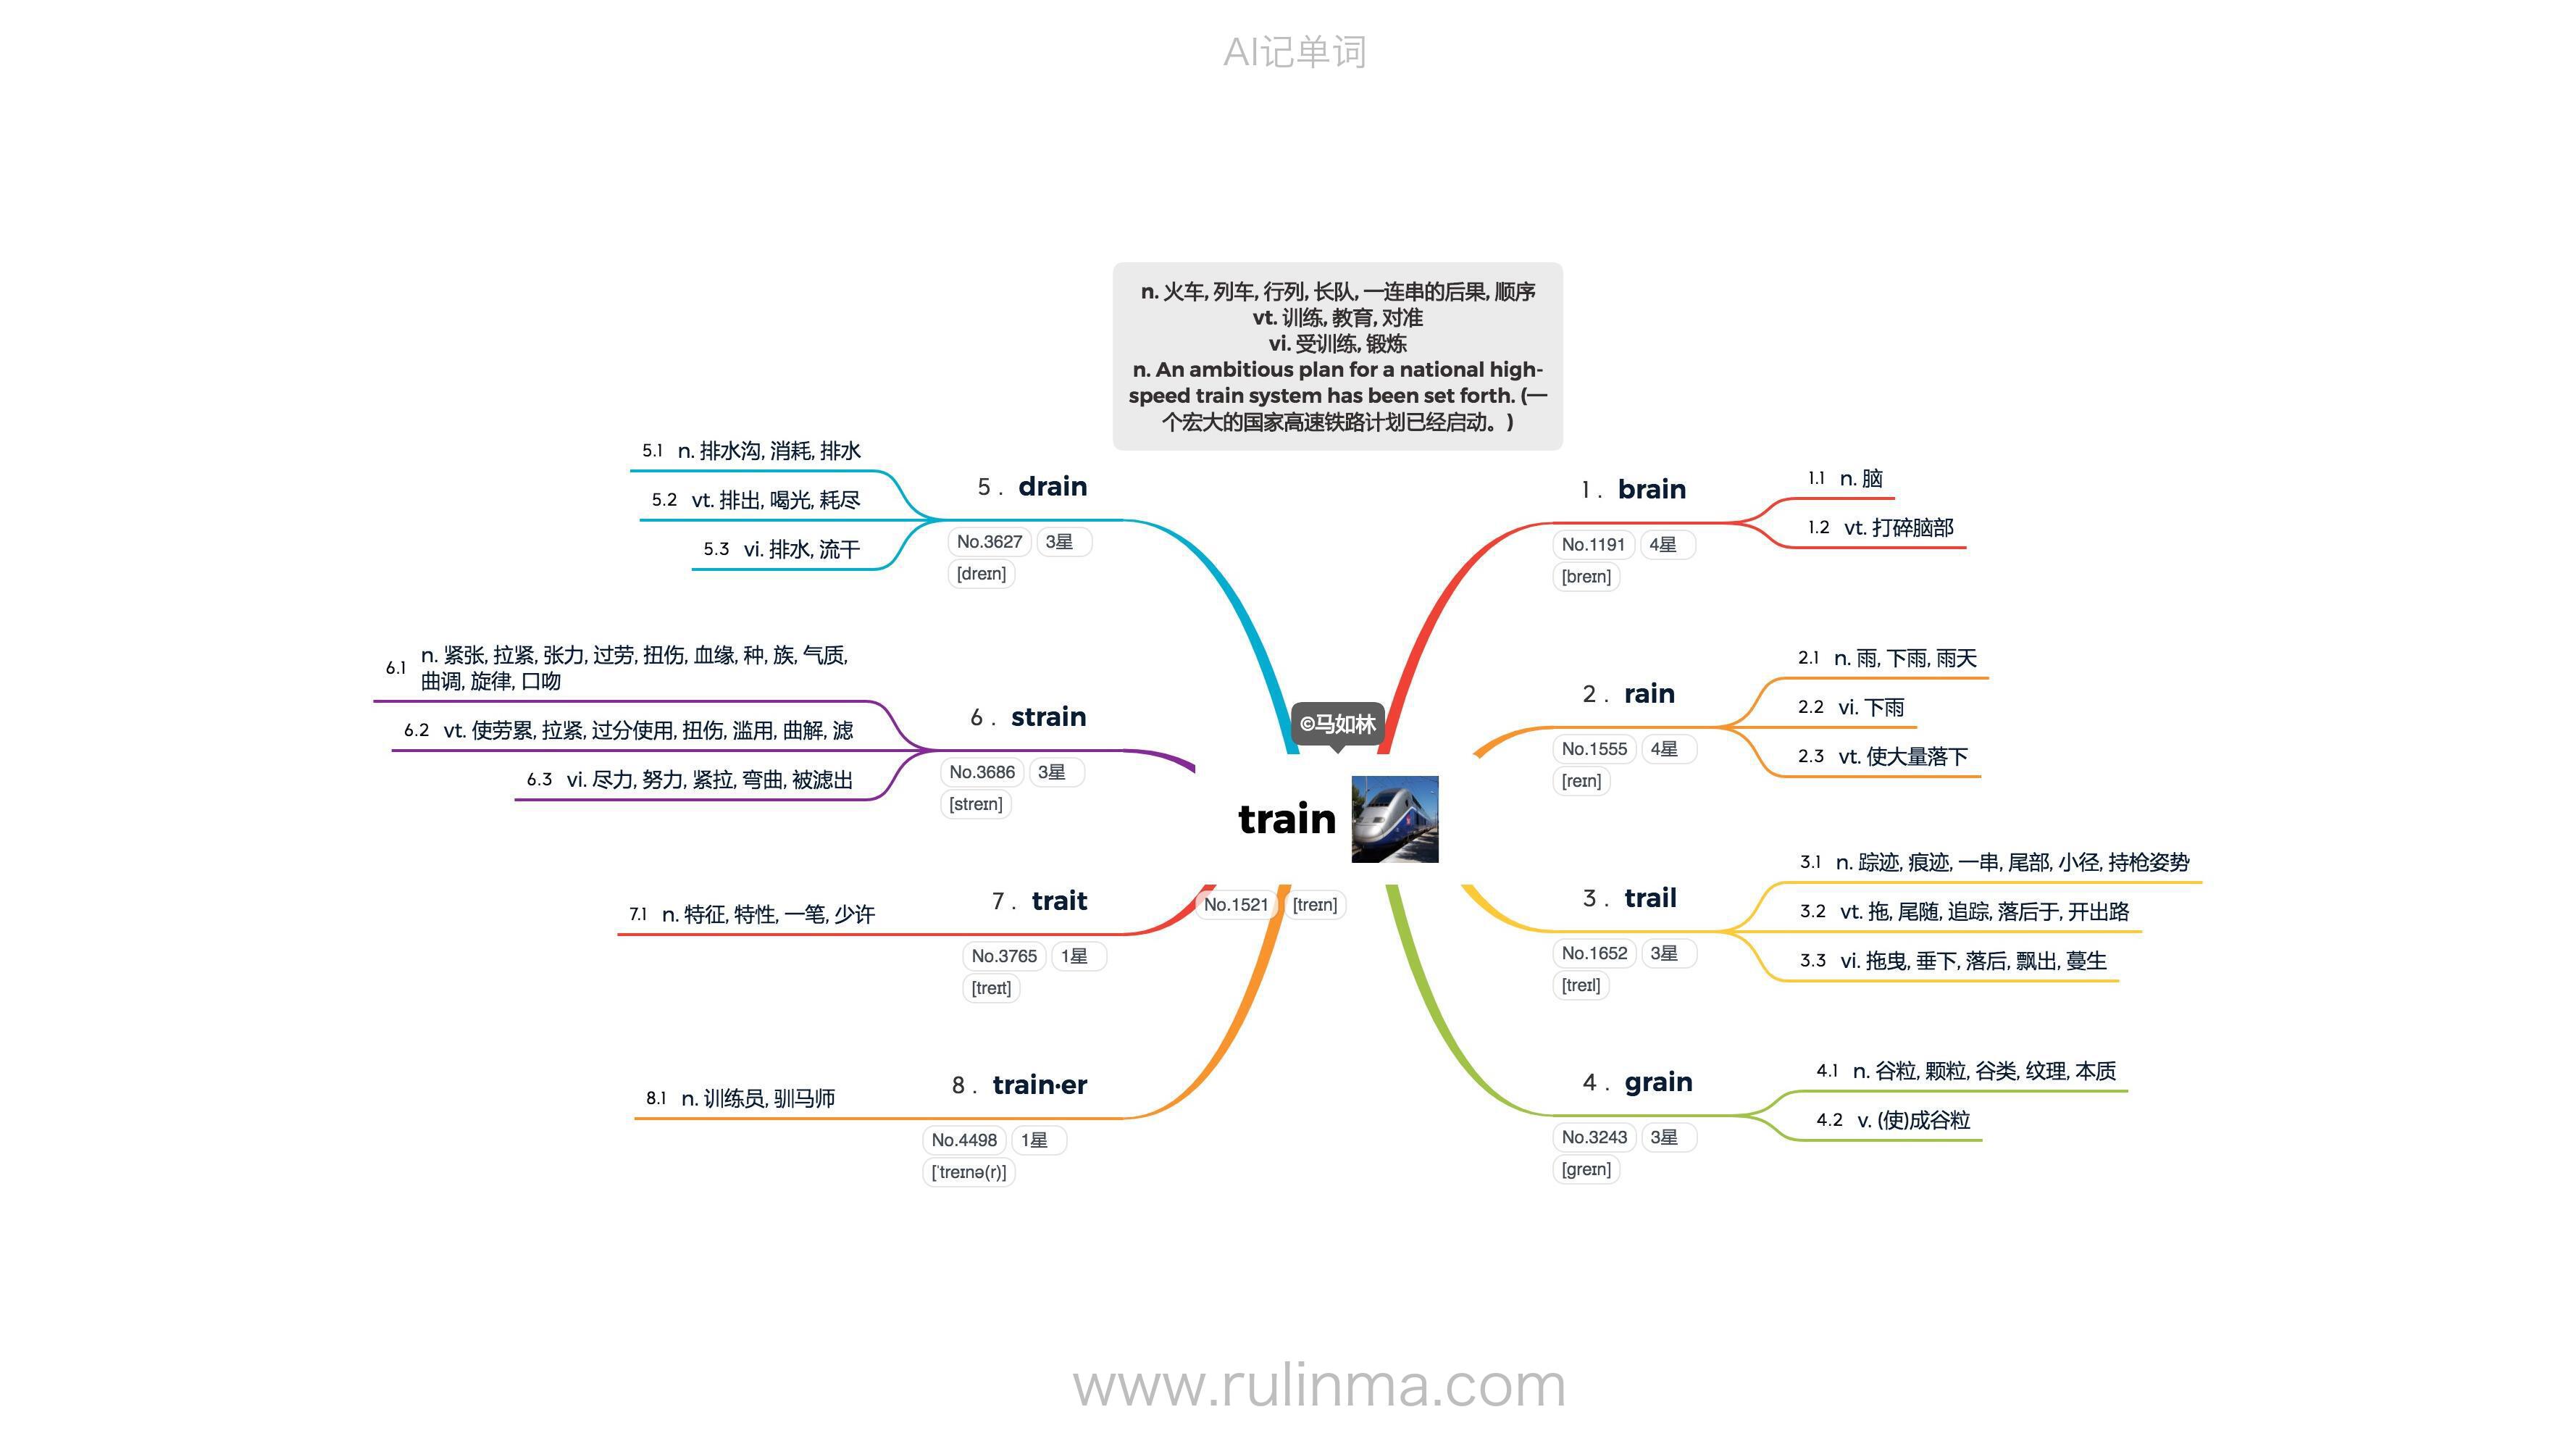 AI记单词
n. 火车, 列车, 行列, 长队, 一连串的后果, 顺序
vt. 训练, 教育, 对准
vi. 受训练, 锻炼
n. An ambitious plan for a national high-
speed train system has been set forth. (一
个宏大的国家高速铁路计划已经启动。)
©马如林
train
No.1521 [treɪn]
1 . brain
No.1191 4星
[breɪn]
1.1 n. 脑
1.2 vt. 打碎脑部
2 . rain
No.1555 4星
[reɪn]
2.1 n. 雨, 下雨, 雨天
2.2 vi. 下雨
2.3 vt. 使大量落下
3 . trail
No.1652 3星
[treɪl]
3.1 n. 踪迹, 痕迹, 一串, 尾部, 小径, 持枪姿势
3.2 vt. 拖, 尾随, 追踪, 落后于, 开出路
3.3 vi. 拖曳, 垂下, 落后, 飘出, 蔓生
4 . grain
No.3243 3星
[greɪn]
4.1 n. 谷粒, 颗粒, 谷类, 纹理, 本质
4.2 v. (使)成谷粒
5 . drain
No.3627 3星
[dreɪn]
5.1 n. 排水沟, 消耗, 排水
5.2 vt. 排出, 喝光, 耗尽
5.3 vi. 排水, 流干
6 . strain
No.3686 3星
[streɪn]
6.1 n. 紧张, 拉紧, 张力, 过劳, 扭伤, 血缘, 种, 族, 气质,
曲调, 旋律, 口吻
6.2 vt. 使劳累, 拉紧, 过分使用, 扭伤, 滥用, 曲解, 滤
6.3 vi. 尽力, 努力, 紧拉, 弯曲, 被滤出
7 . trait
No.3765 1星
[treɪt]
7.1 n. 特征, 特性, 一笔, 少许
8 . train·er
No.4498 1星
[ˈtreɪnə(r)]
8.1 n. 训练员, 驯马师
www.rulinma.com